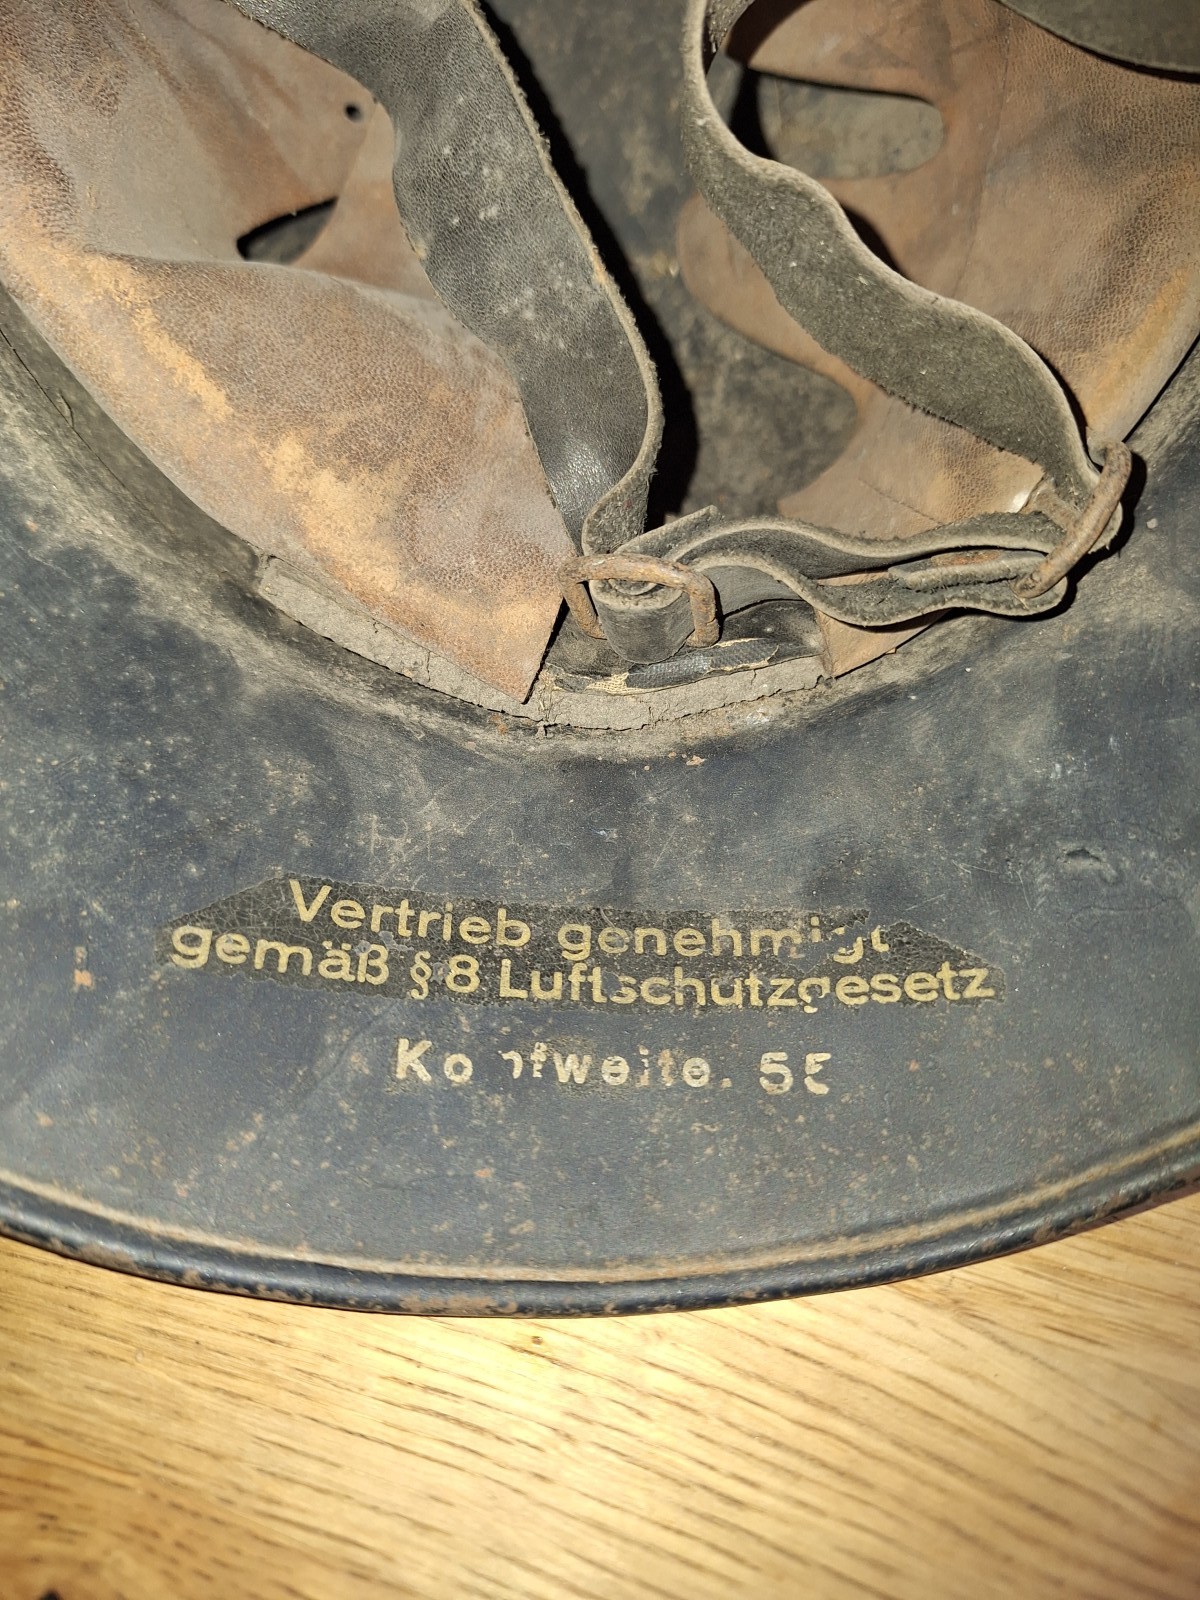 Vertrieb genehmigt
gemäß § 8 Luftschutzgesetz
Kopfweite. 55